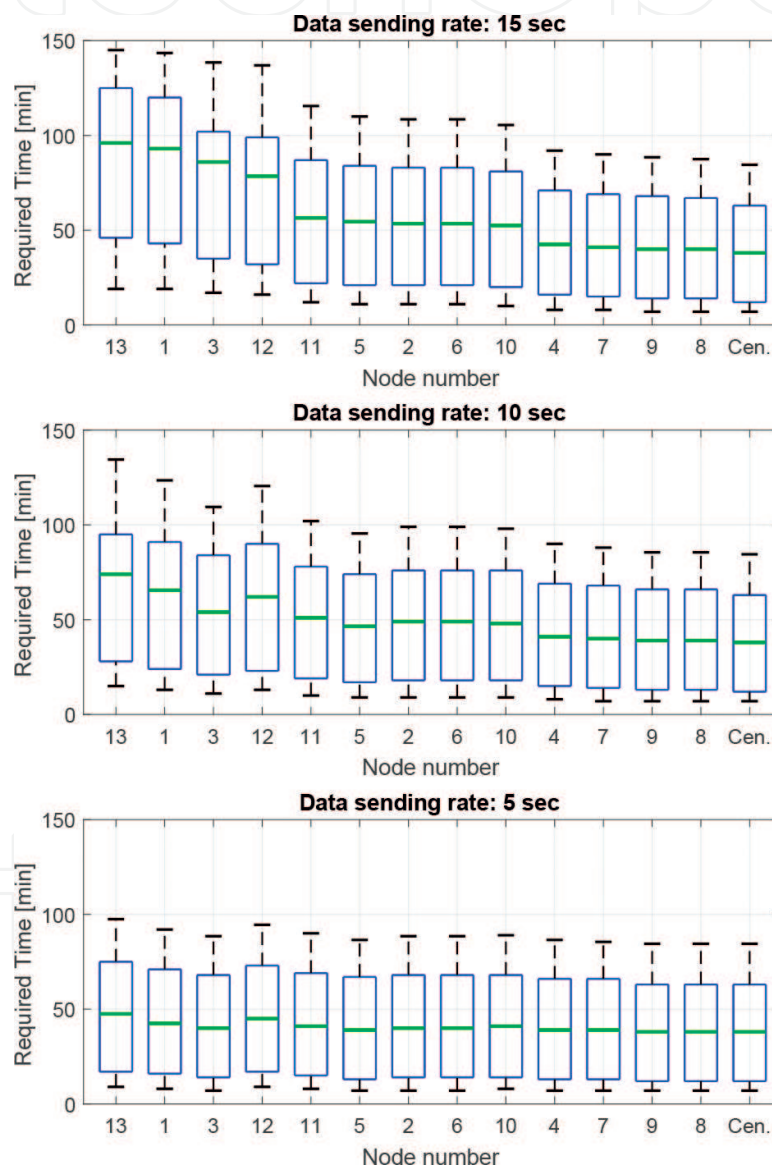 Data sending rate: 15 sec
150
100
50
0
Required Time [min]
13 1 3 12 11 5 2 6 10 4 7 9 8 Cen.
Node number
Data sending rate: 10 sec
150
100
50
0
Required Time [min]
13 1 3 12 11 5 2 6 10 4 7 9 8 Cen.
Node number
Data sending rate: 5 sec
150
100
50
0
Required Time [min]
13 1 3 12 11 5 2 6 10 4 7 9 8 Cen.
Node number